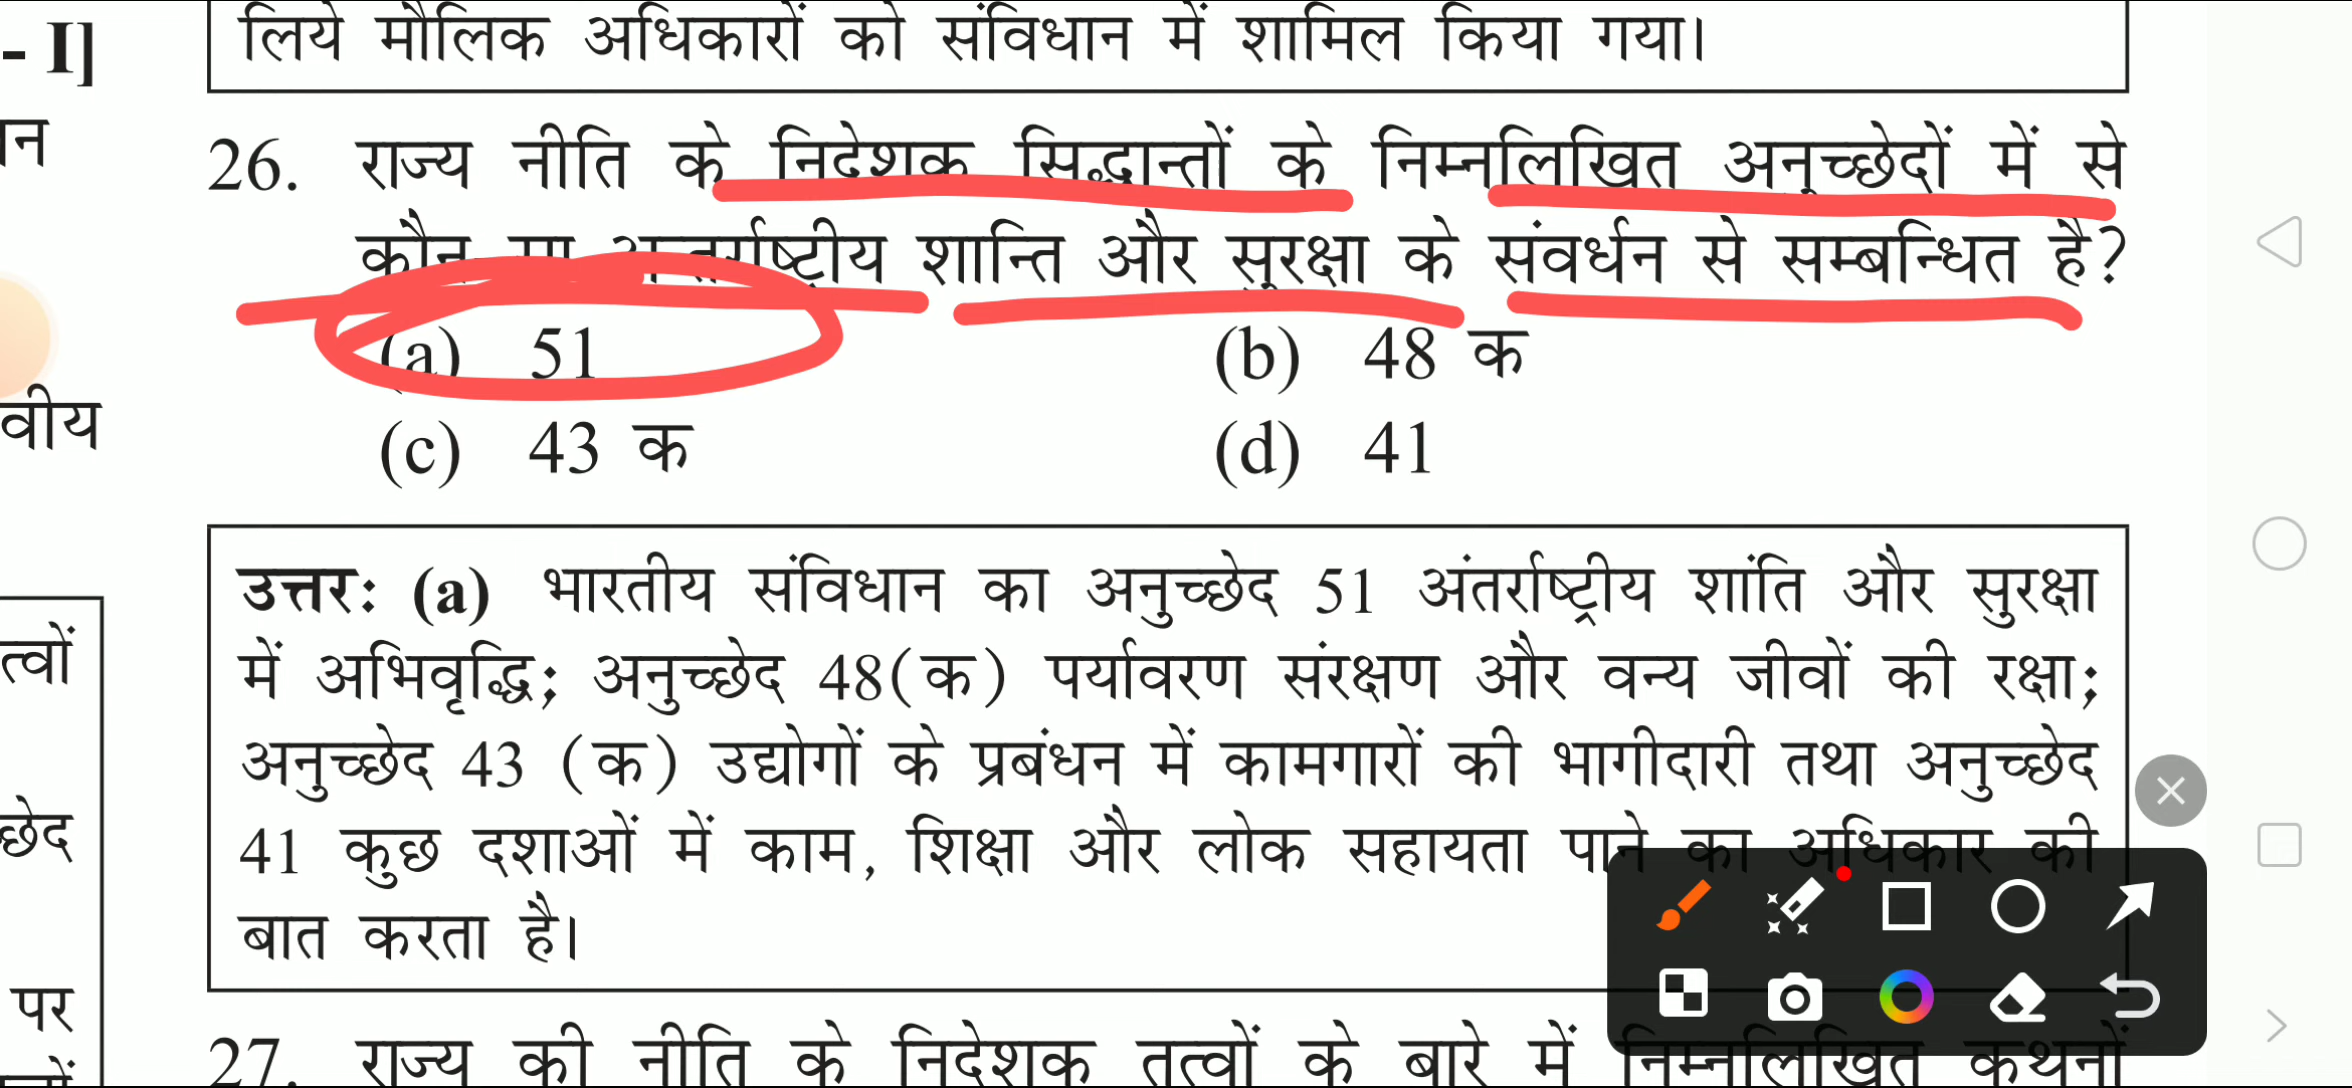 - I]
न
वीय
त्वों
छेद
पर
लिये मौलिक अधिकारों को संविधान में शामिल किया गया।
26. राज्य नीति के निदेशक सिद्धान्तों के निम्नलिखित अनुच्छेदों में से
कौन सा अन्तर्राष्ट्रीय शान्ति और सुरक्षा के संवर्धन से सम्बन्धित है?
(a) 51 (b) 48 क
(c) 43 क (d) 41
उत्तर: (a) भारतीय संविधान का अनुच्छेद 51 अंतर्राष्ट्रीय शांति और सुरक्षा
में अभिवृद्धि; अनुच्छेद 48(क) पर्यावरण संरक्षण और वन्य जीवों की रक्षा;
अनुच्छेद 43 (क) उद्योगों के प्रबंधन में कामगारों की भागीदारी तथा अनुच्छेद
41 कुछ दशाओं में काम, शिक्षा और लोक सहायता पाने का अधिकार की
बात करता है।
27. राज्य की नीति के निदेशक तत्वों के बारे में निम्नलिखित कथनों